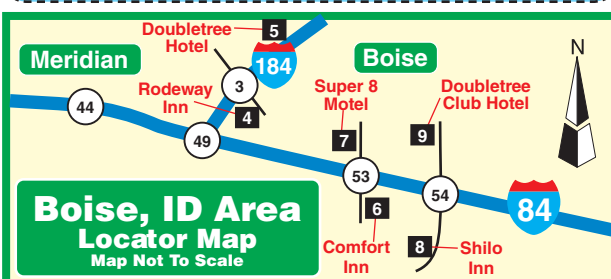 Doubletree
Hotel
5
184
Meridian
Boise
N
3
Rodeway
Inn
4
Super 8
Motel
Doubletree
Club Hotel
44
49
7
9
53
54
84
6
8
Comfort
Inn
Shilo
Inn
Boise, ID Area
Locator Map
Map Not To Scale